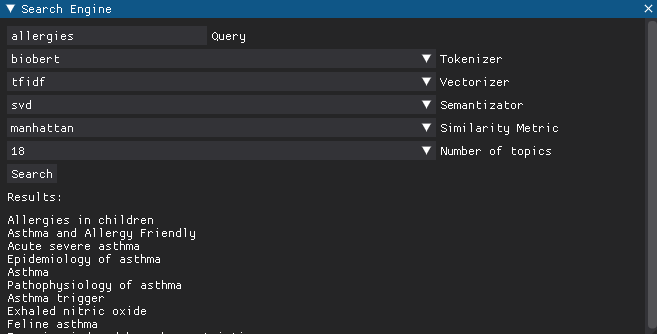 Search Engine
allergies Query
biobert Tokenizer
tfidf Vectorizer
svd Semantizator
manhattan Similarity Metric
18 Number of topics
Search
Results:
Allergies in children
Asthma and Allergy Friendly
Acute severe asthma
Epidemiology of asthma
Asthma
Pathophysiology of asthma
Asthma trigger
Exhaled nitric oxide
Feline asthma